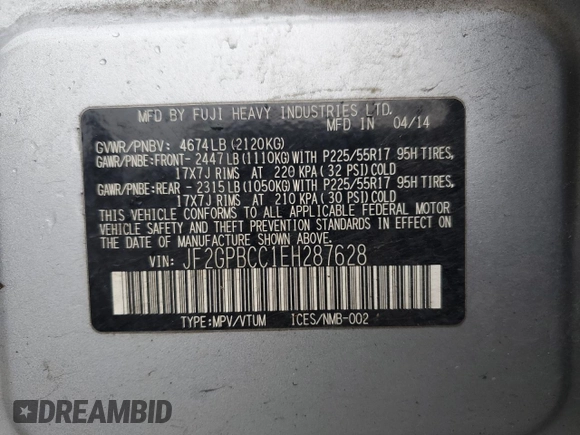 MFD BY FUJI HEAVY INDUSTRIES LTD.
MFD IN 04/14
GVWR/PNBV: 4674LB(2120KG)
GAWR/PNBE:FRONT-2447LB(1110KG)WITH P225/55R17 95H TIRES,
17X7J RIMS AT 220 KPA(32 PSI)COLD
GAWR/PNBE:REAR -2315LB(1050KG)WITH P225/55R17 95H TIRES,
17X7J RIMS AT 210 KPA(30 PSI)COLD
THIS VEHICLE CONFORMS TO ALL APPLICABLE FEDERAL MOTOR
VEHICLE SAFETY AND THEFT PREVENTION STANDARDS IN EFFECT ON
THE DATE OF MANUFACTURE SHOWN ABOVE.
VIN: JF2GPBCC1EH287628
TYPE:MPV/VTUM ICES/NMB-002
DREAMBID